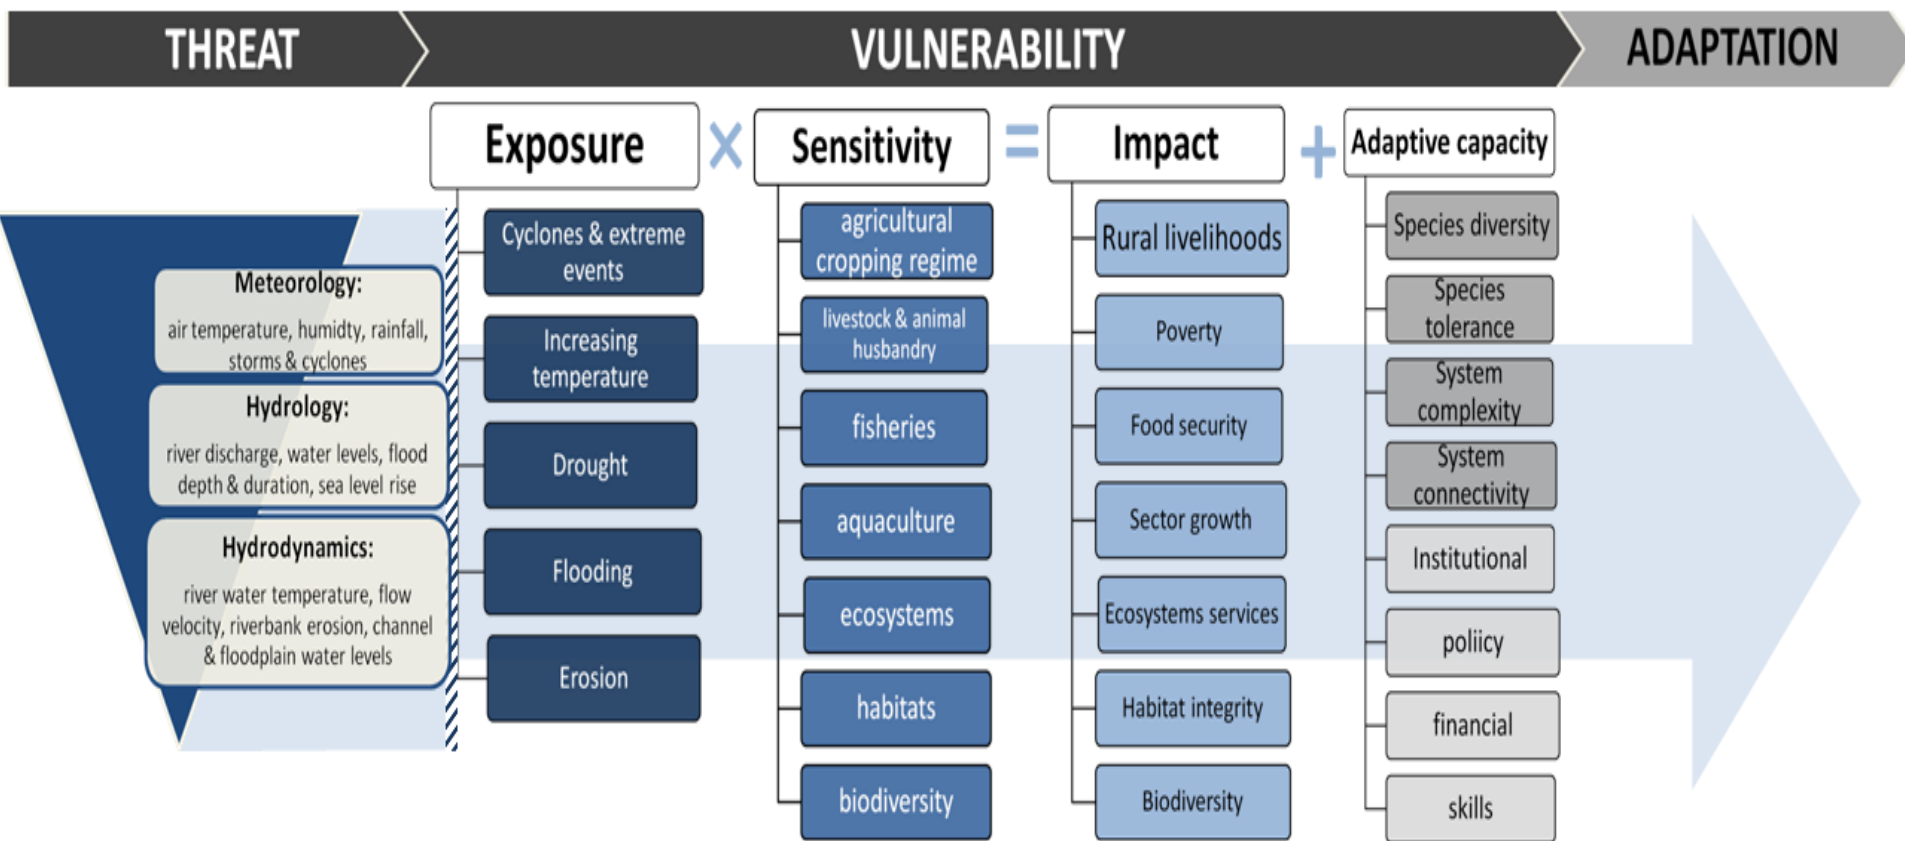 THREAT
VULNERABILITY
ADAPTATION
Exposure
×
Sensitivity
=
Impact
+
Adaptive capacity
Meteorology:
air temperature, humidty, rainfall,
storms & cyclones
Hydrology:
river discharge, water levels, flood
depth & duration, sea level rise
Hydrodynamics:
river water temperature, flow
velocity, riverbank erosion, channel
& floodplain water levels
Cyclones & extreme
events
Increasing
temperature
Drought
Flooding
Erosion
agricultural
cropping regime
livestock & animal
husbandry
fisheries
aquaculture
ecosystems
habitats
biodiversity
Rural livelihoods
Poverty
Food security
Sector growth
Ecosystems services
Habitat integrity
Biodiversity
Species diversity
Species
tolerance
System
complexity
System
connectivity
Institutional
poliicy
financial
skills